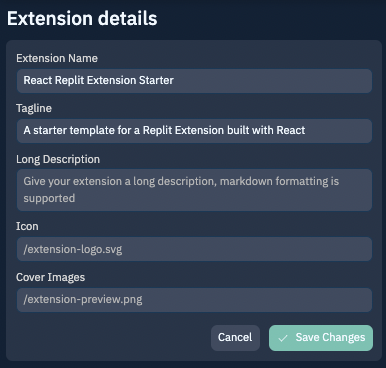 Extension details
Extension Name
React Replit Extension Starter
Tagline
A starter template for a Replit Extension built with React
Long Description
Give your extension a long description, markdown formatting is
supported
Icon
/extension-logo.svg
Cover Images
/extension-preview.png
Cancel
Save Changes